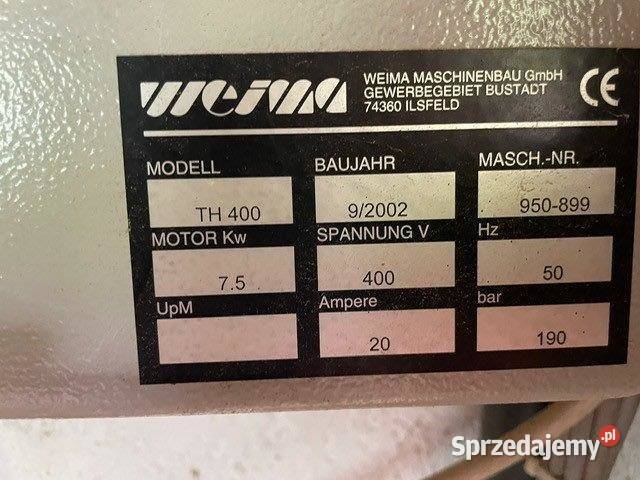 WEIMA
WEIMA MASCHINENBAU GmbH
GEWERBEGEBIET BUSTADT
74360 ILSFELD
CE
MODELL BAUJAHR MASCH.-NR.
TH 400 9/2002 950-899
MOTOR Kw SPANNUNG V Hz
7.5 400 50
UpM Ampere bar
20 190
Sprzedajemy.pl